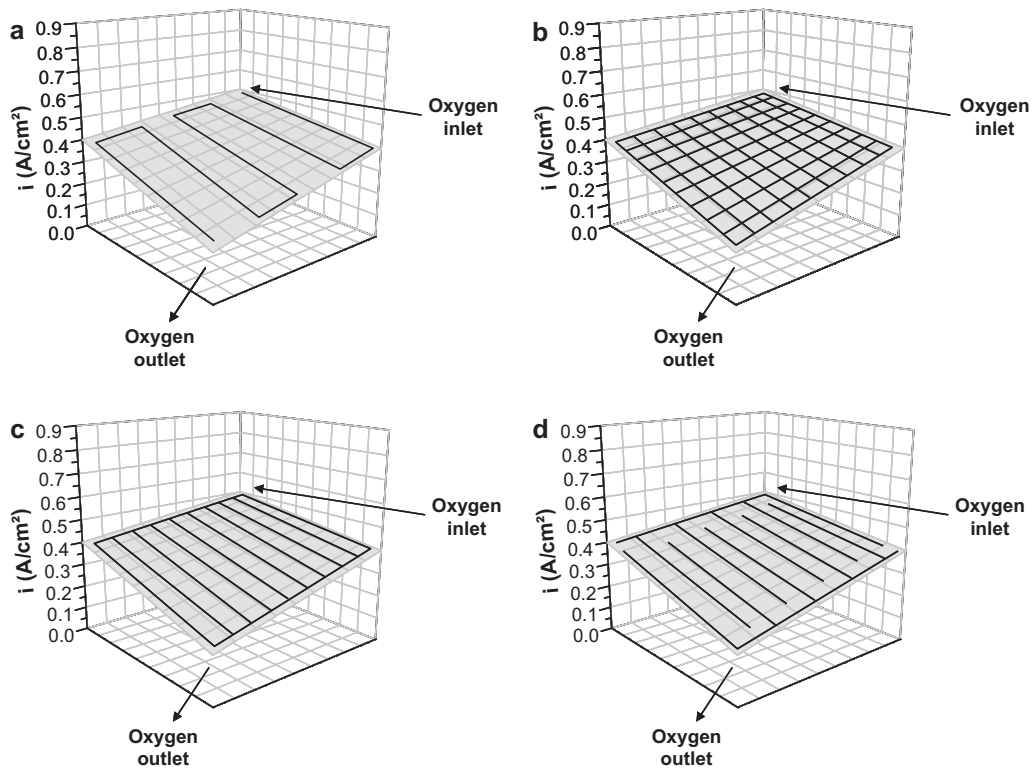 a
0.9
0.8
0.7
0.6
0.5
0.4
0.3
0.2
0.1
0.0
i (A/cm²)
Oxygen
inlet
Oxygen
outlet
b
0.9
0.8
0.7
0.6
0.5
0.4
0.3
0.2
0.1
0.0
i (A/cm²)
Oxygen
inlet
Oxygen
outlet
c
0.9
0.8
0.7
0.6
0.5
0.4
0.3
0.2
0.1
0.0
i (A/cm²)
Oxygen
inlet
Oxygen
outlet
d
0.9
0.8
0.7
0.6
0.5
0.4
0.3
0.2
0.1
0.0
i (A/cm²)
Oxygen
inlet
Oxygen
outlet